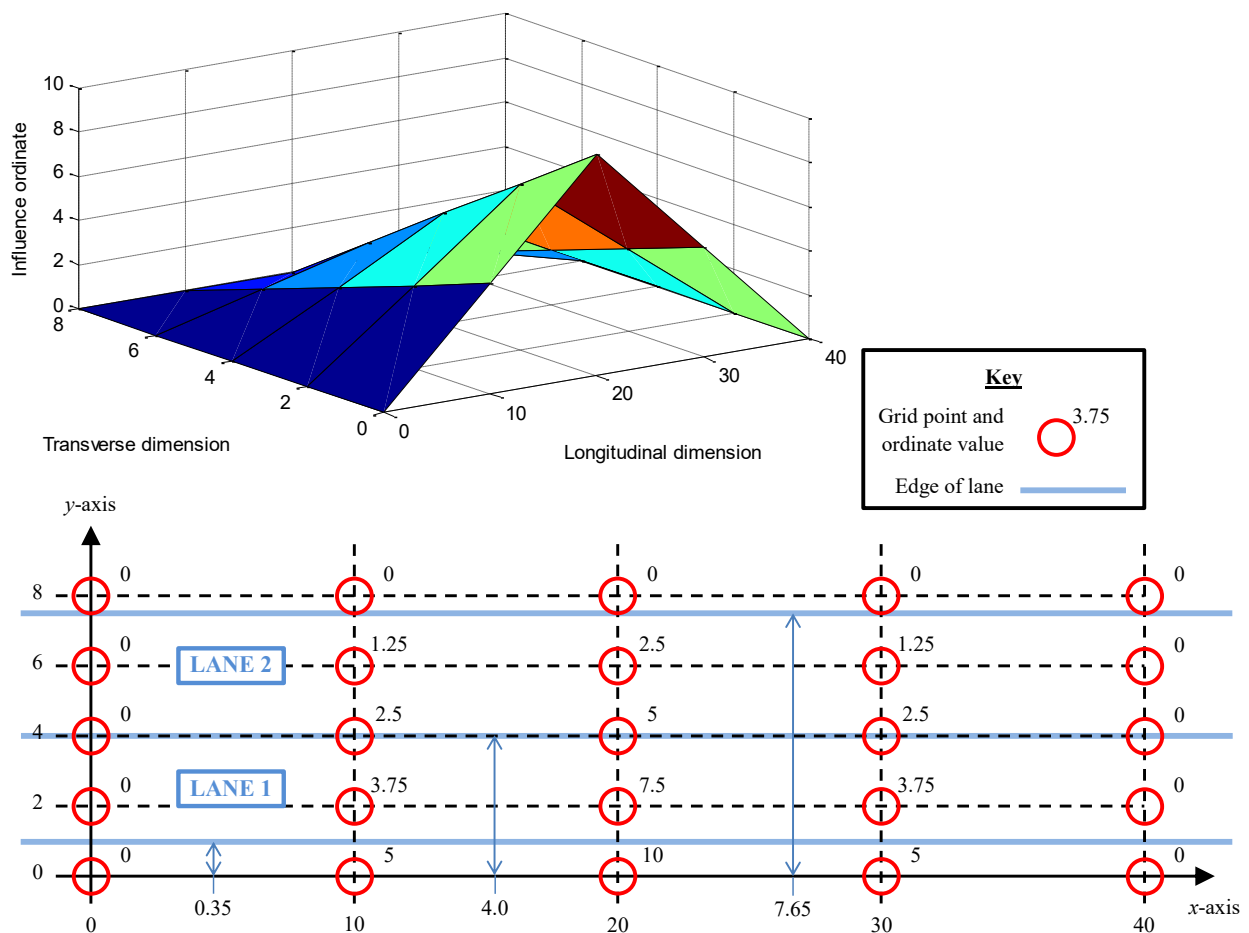 10
8
6
4
2
0
Influence ordinate
8
6
4
2
0
Transverse dimension
0
10
20
30
40
Longitudinal dimension
Key
Grid point and
ordinate value
3.75
Edge of lane
y-axis
8
0 0 0 0 0
6
0 1.25 2.5 1.25 0
LANE 2
4
0 2.5 5 2.5 0
LANE 1
2
0 3.75 7.5 3.75 0
0
0 5 10 5 0
0.35 4.0 7.65
0 10 20 30 40
x-axis